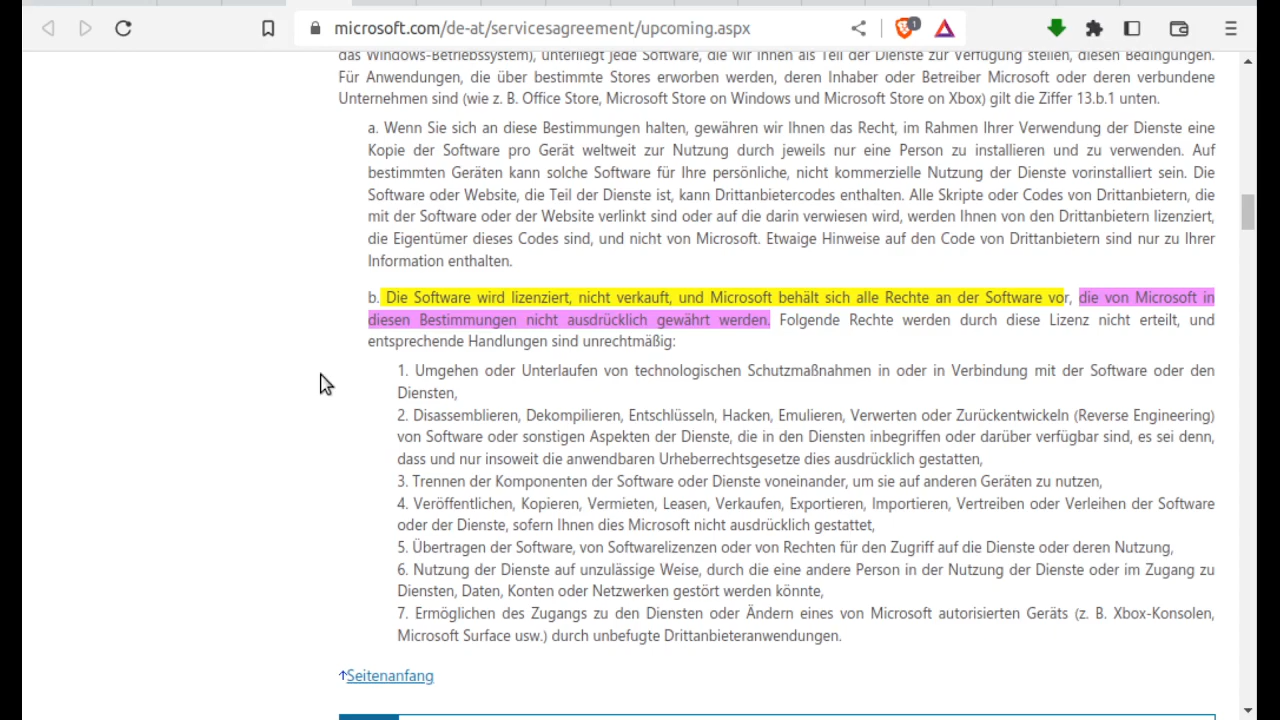 microsoft.com/de-at/servicesagreement/upcoming.aspx
1
das Windows-Betriebssystem), unterliegt jede Software, die wir Ihnen als Teil der Dienste zur Verfügung stellen, diesen Bedingungen.
Für Anwendungen, die über bestimmte Stores erworben werden, deren Inhaber oder Betreiber Microsoft oder deren verbundene
Unternehmen sind (wie z. B. Office Store, Microsoft Store on Windows und Microsoft Store on Xbox) gilt die Ziffer 13.b.1 unten.
a. Wenn Sie sich an diese Bestimmungen halten, gewähren wir Ihnen das Recht, im Rahmen Ihrer Verwendung der Dienste eine
Kopie der Software pro Gerät weltweit zur Nutzung durch jeweils nur eine Person zu installieren und zu verwenden. Auf
bestimmten Geräten kann solche Software für Ihre persönliche, nicht kommerzielle Nutzung der Dienste vorinstalliert sein. Die
Software oder Website, die Teil der Dienste ist, kann Drittanbietercodes enthalten. Alle Skripte oder Codes von Drittanbietern, die
mit der Software oder der Website verlinkt sind oder auf die darin verwiesen wird, werden Ihnen von den Drittanbietern lizenziert,
die Eigentümer dieses Codes sind, und nicht von Microsoft. Etwaige Hinweise auf den Code von Drittanbietern sind nur zu Ihrer
Information enthalten.
b. Die Software wird lizenziert, nicht verkauft, und Microsoft behält sich alle Rechte an der Software vor, die von Microsoft in
diesen Bestimmungen nicht ausdrücklich gewährt werden. Folgende Rechte werden durch diese Lizenz nicht erteilt, und
entsprechende Handlungen sind unrechtmäßig:
1. Umgehen oder Unterlaufen von technologischen Schutzmaßnahmen in oder in Verbindung mit der Software oder den
Diensten,
2. Disassemblieren, Dekompilieren, Entschlüsseln, Hacken, Emulieren, Verwerten oder Zurückentwickeln (Reverse Engineering)
von Software oder sonstigen Aspekten der Dienste, die in den Diensten inbegriffen oder darüber verfügbar sind, es sei denn,
dass und nur insoweit die anwendbaren Urheberrechtsgesetze dies ausdrücklich gestatten,
3. Trennen der Komponenten der Software oder Dienste voneinander, um sie auf anderen Geräten zu nutzen,
4. Veröffentlichen, Kopieren, Vermieten, Leasen, Verkaufen, Exportieren, Importieren, Vertreiben oder Verleihen der Software
oder der Dienste, sofern Ihnen dies Microsoft nicht ausdrücklich gestattet,
5. Übertragen der Software, von Softwarelizenzen oder von Rechten für den Zugriff auf die Dienste oder deren Nutzung,
6. Nutzung der Dienste auf unzulässige Weise, durch die eine andere Person in der Nutzung der Dienste oder im Zugang zu
Diensten, Daten, Konten oder Netzwerken gestört werden könnte,
7. Ermöglichen des Zugangs zu den Diensten oder Ändern eines von Microsoft autorisierten Geräts (z. B. Xbox-Konsolen,
Microsoft Surface usw.) durch unbefugte Drittanbieteranwendungen.
↑Seitenanfang